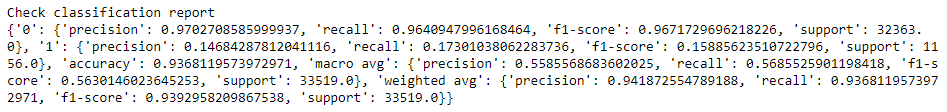 Check classification report
{'0': {'precision': 0.9702708585999937, 'recall': 0.9640947996168464, 'f1-score': 0.9671729696218226, 'support': 32363.
0}, '1': {'precision': 0.14684287812041116, 'recall': 0.17301038062283736, 'f1-score': 0.15885623510722796, 'support': 11
56.0}, 'accuracy': 0.9368119573972971, 'macro avg': {'precision': 0.5585568683602025, 'recall': 0.5685525901198418, 'f1-s
core': 0.5630146023645253, 'support': 33519.0}, 'weighted avg': {'precision': 0.941872554789188, 'recall': 0.936811957397
2971, 'f1-score': 0.9392958209867538, 'support': 33519.0}}